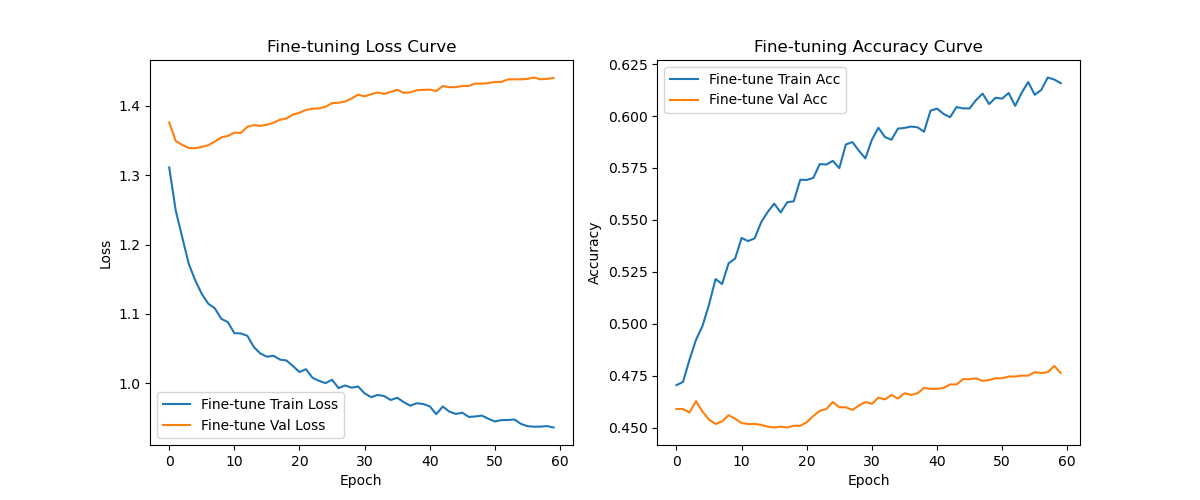 Fine-tuning Loss Curve
1.4
1.3
1.2
1.1
1.0
Loss
0
10
20
30
40
50
60
Epoch
Fine-tune Train Loss
Fine-tune Val Loss
Fine-tuning Accuracy Curve
0.625
0.600
0.575
0.550
0.525
0.500
0.475
0.450
Accuracy
0
10
20
30
40
50
60
Epoch
Fine-tune Train Acc
Fine-tune Val Acc